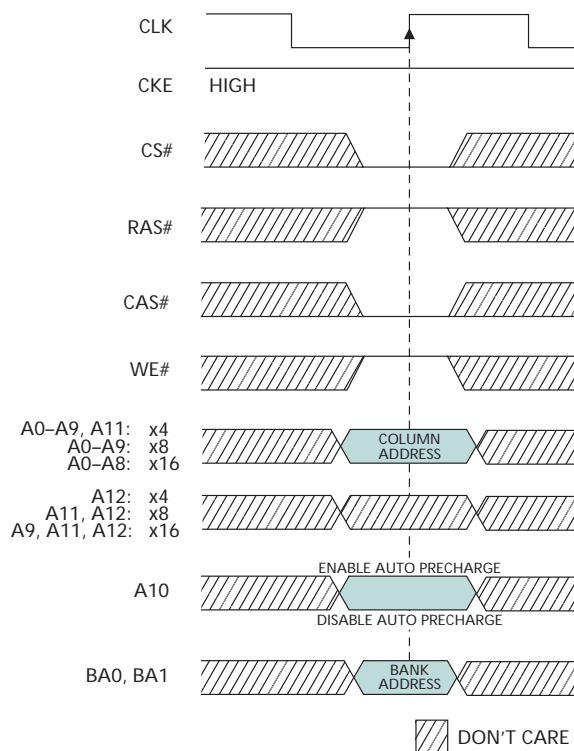 CLK
CKE HIGH
CS#
RAS#
CAS#
WE#
A0–A9, A11: x4
A0–A9: x8
A0–A8: x16
COLUMN
ADDRESS
A12: x4
A11, A12: x8
A9, A11, A12: x16
ENABLE AUTO PRECHARGE
A10
DISABLE AUTO PRECHARGE
BA0, BA1
BANK
ADDRESS
DON'T CARE